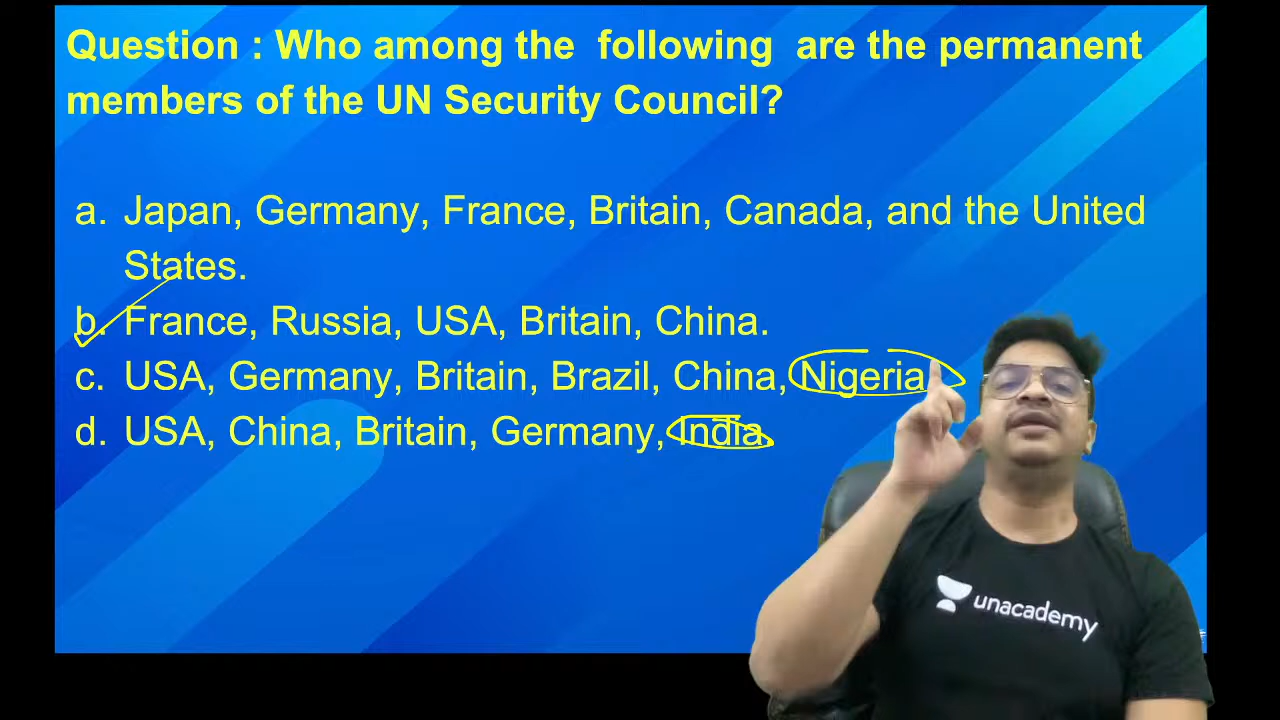 Question : Who among the following are the permanent
members of the UN Security Council?
a. Japan, Germany, France, Britain, Canada, and the United
States.
b. France, Russia, USA, Britain, China.
c. USA, Germany, Britain, Brazil, China, Nigeria
d. USA, China, Britain, Germany, India.
unacademy